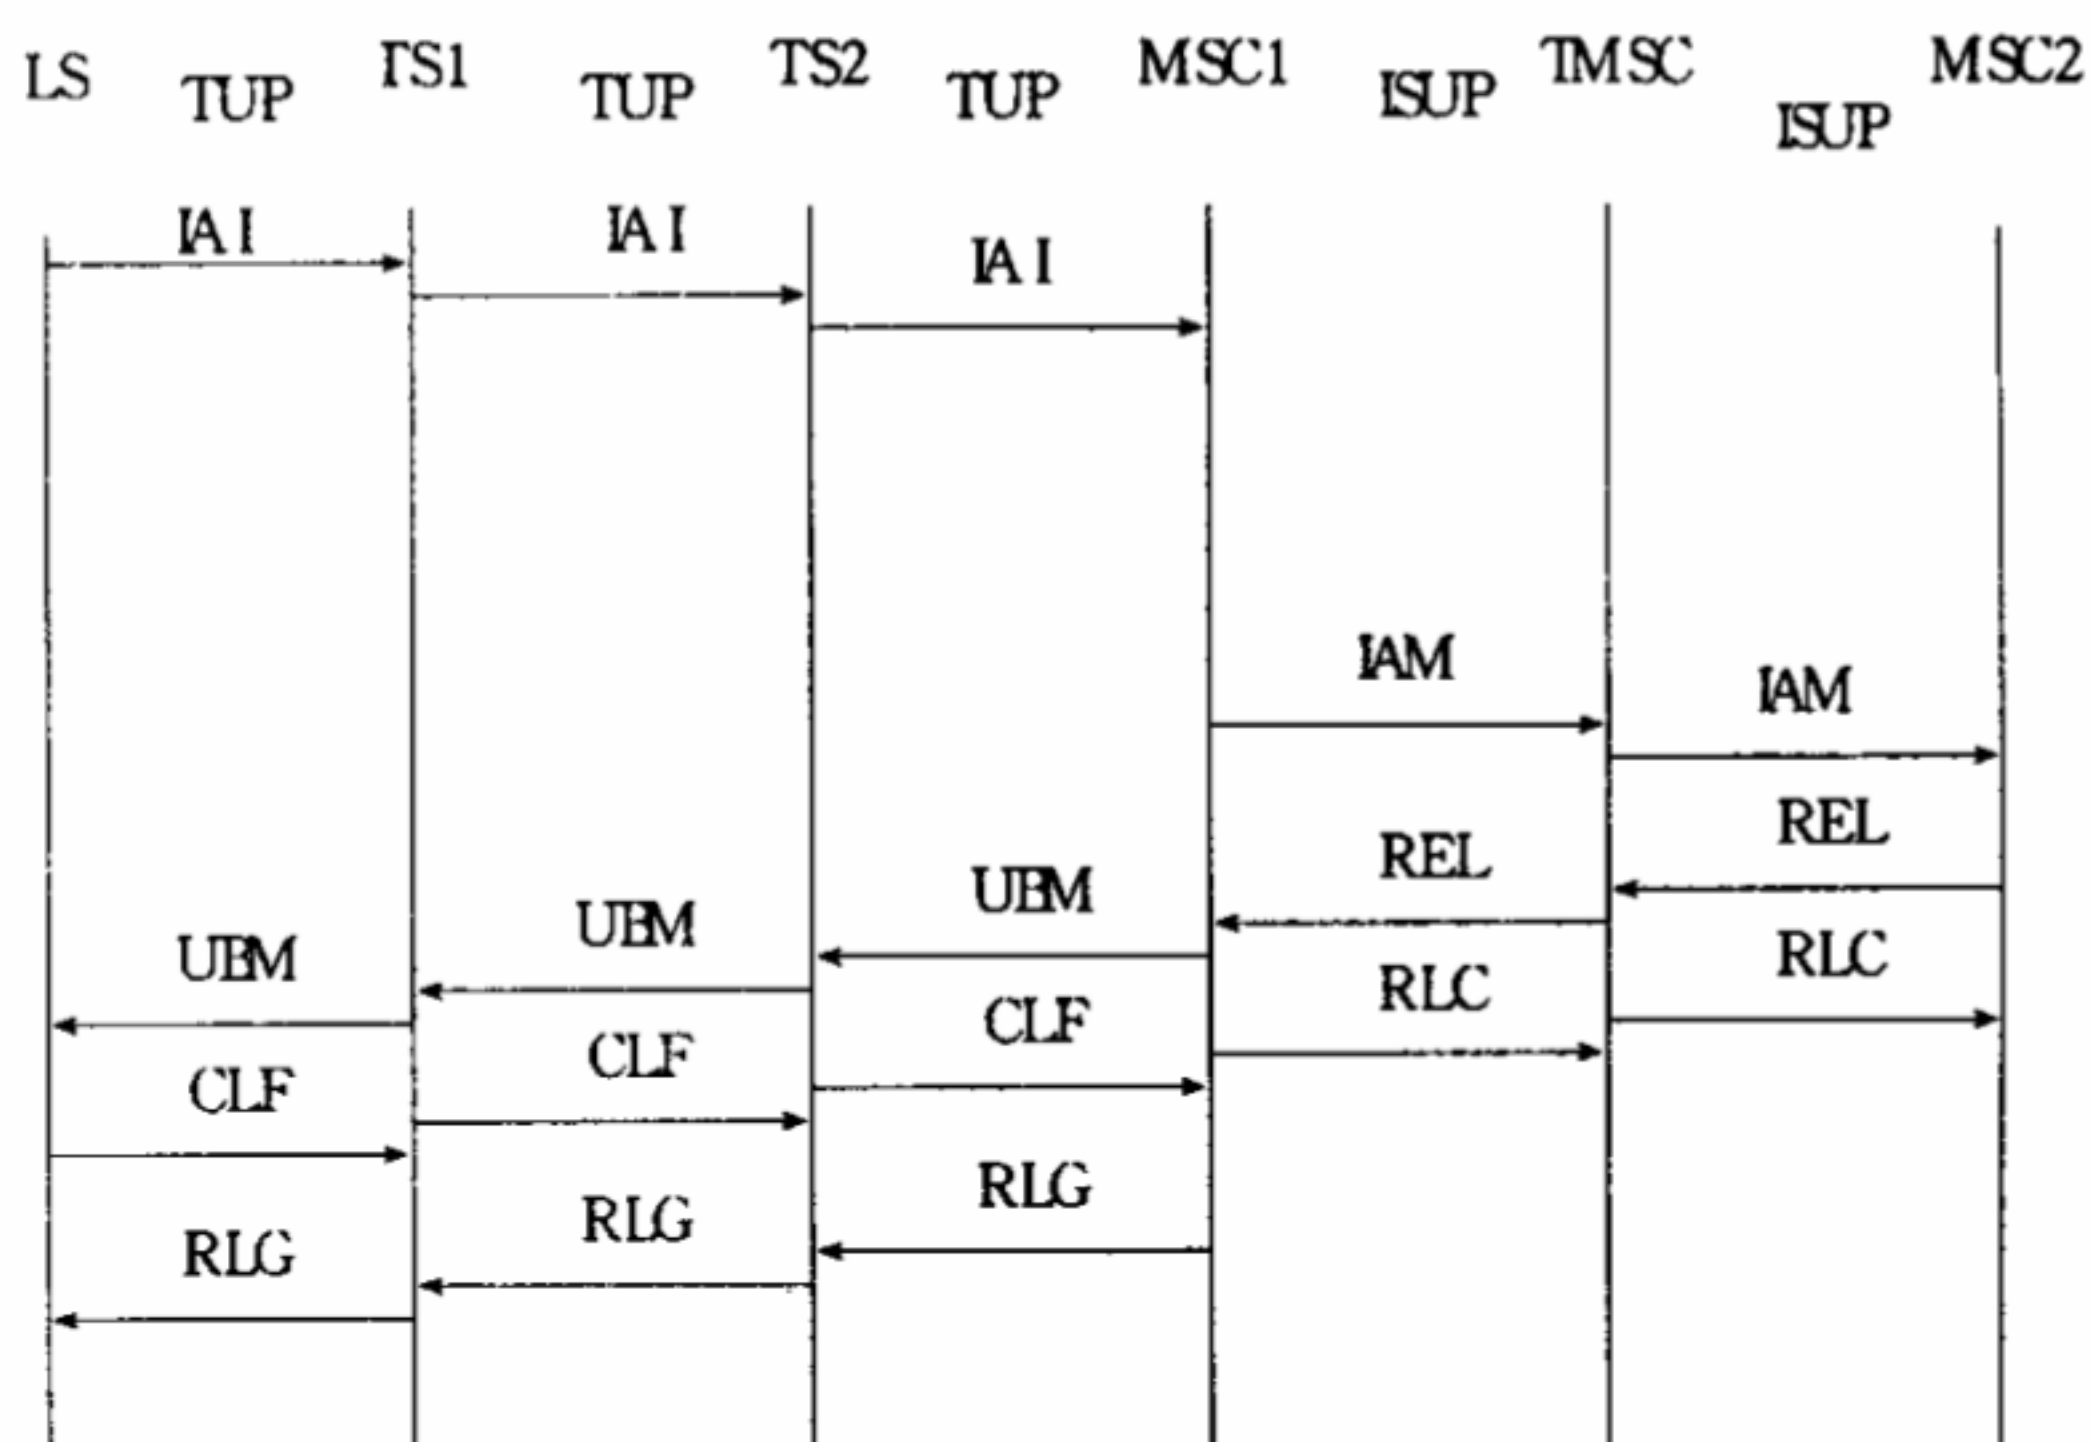 LS TS1 TS2 MSC1 TMSC MSC2
TUP TUP TUP ISUP ISUP
IAI IAI IAI
IAM IAM
REL REL
UBM UBM UBM
RLC RLC
CLF CLF CLF
RLG RLG RLG